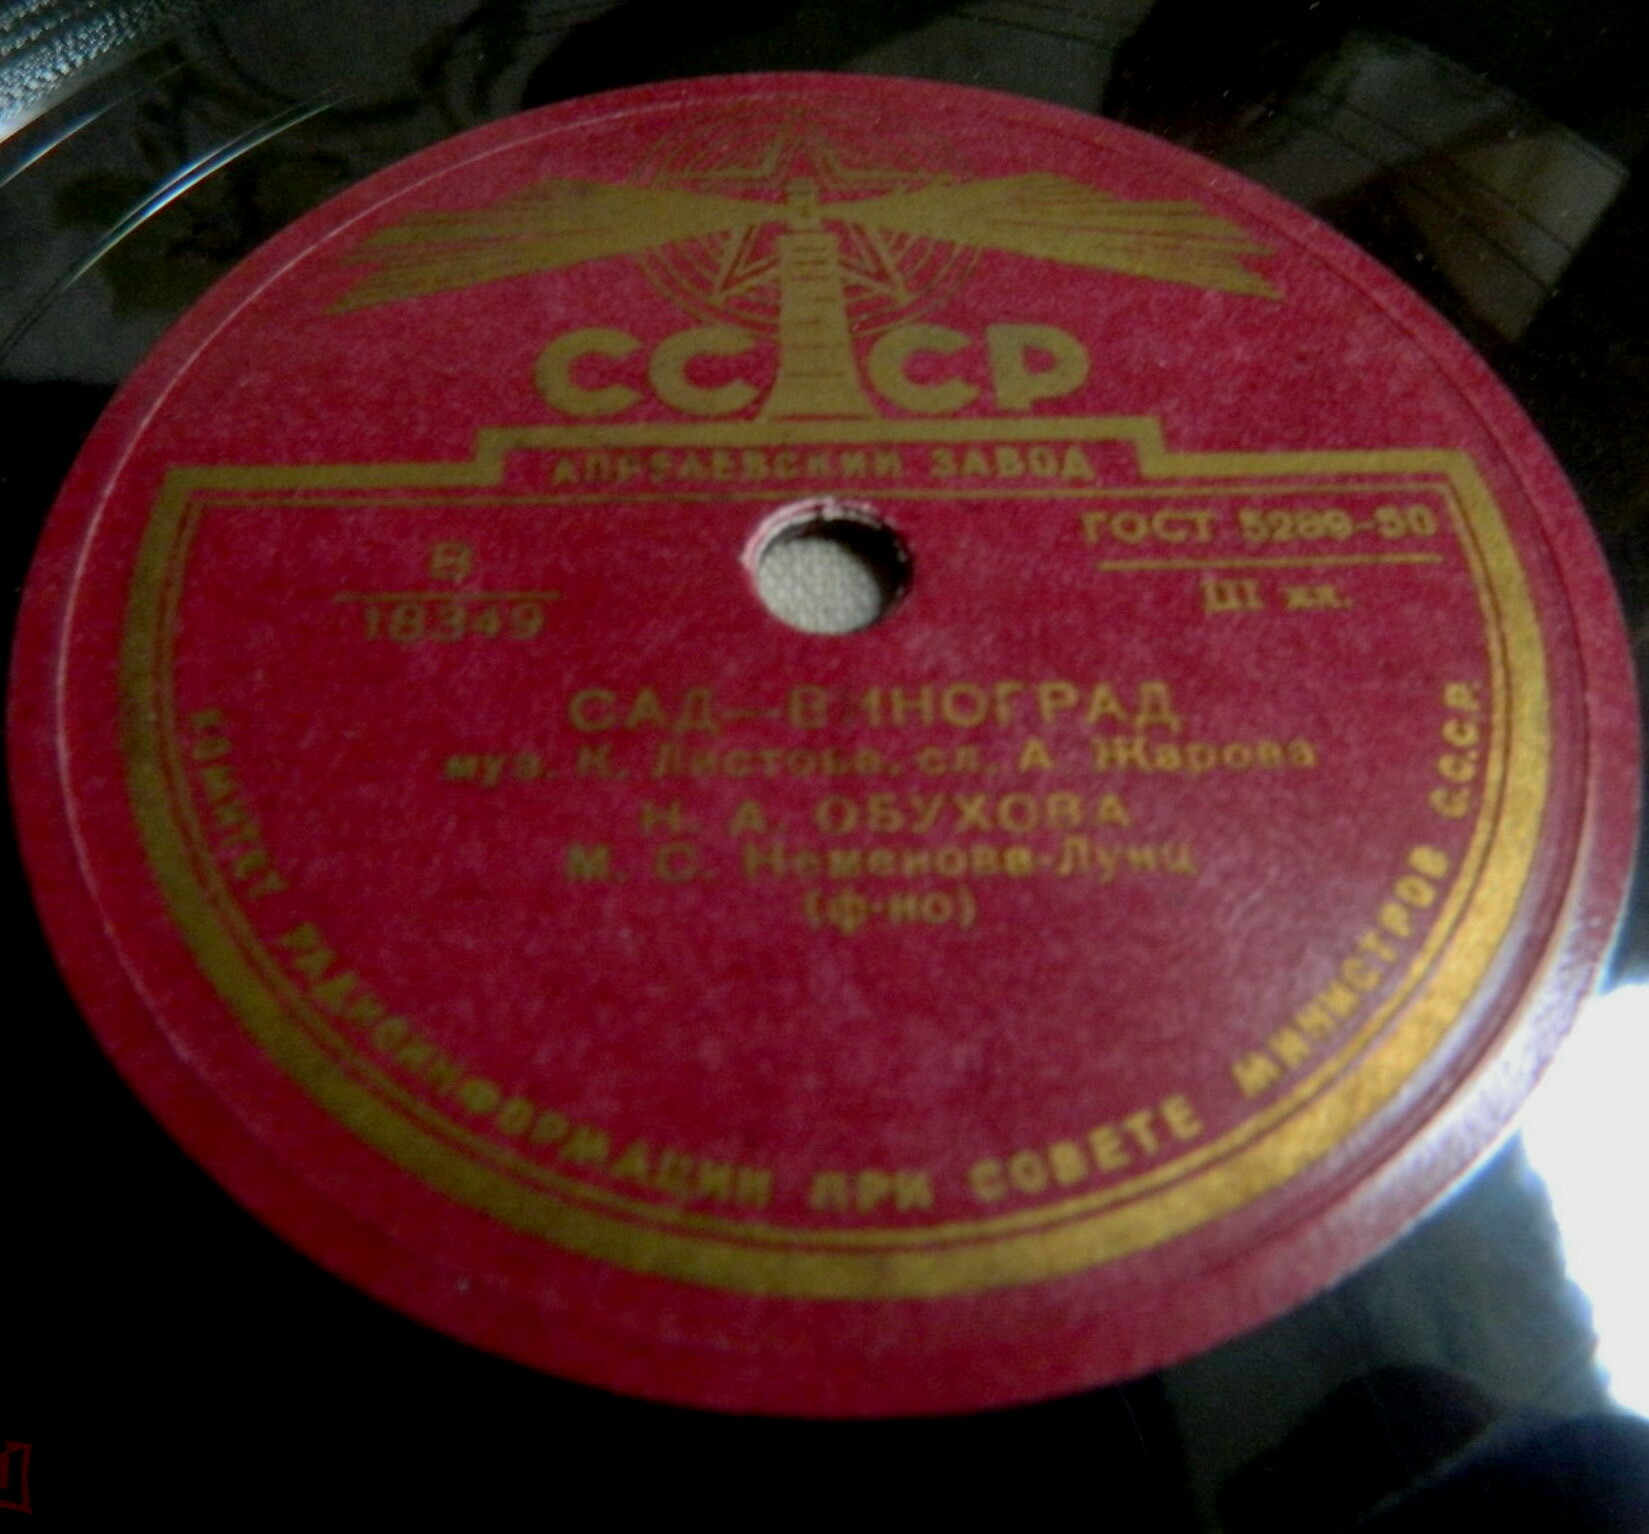 СССР
АПРЕЛЕВСКИЙ ЗАВОД
ГОСТ 5289-50
III кл.
В
18349
САД—ВИНОГРАД
муз. К. Листова, сл. А. Жарова
Н. А. ОБУХОВА
М. С. Неменова-Лунц
(ф-но)
КОМИТЕТ РАДИОИНФОРМАЦИИ ПРИ СОВЕТЕ МИНИСТРОВ С.С.С.Р.